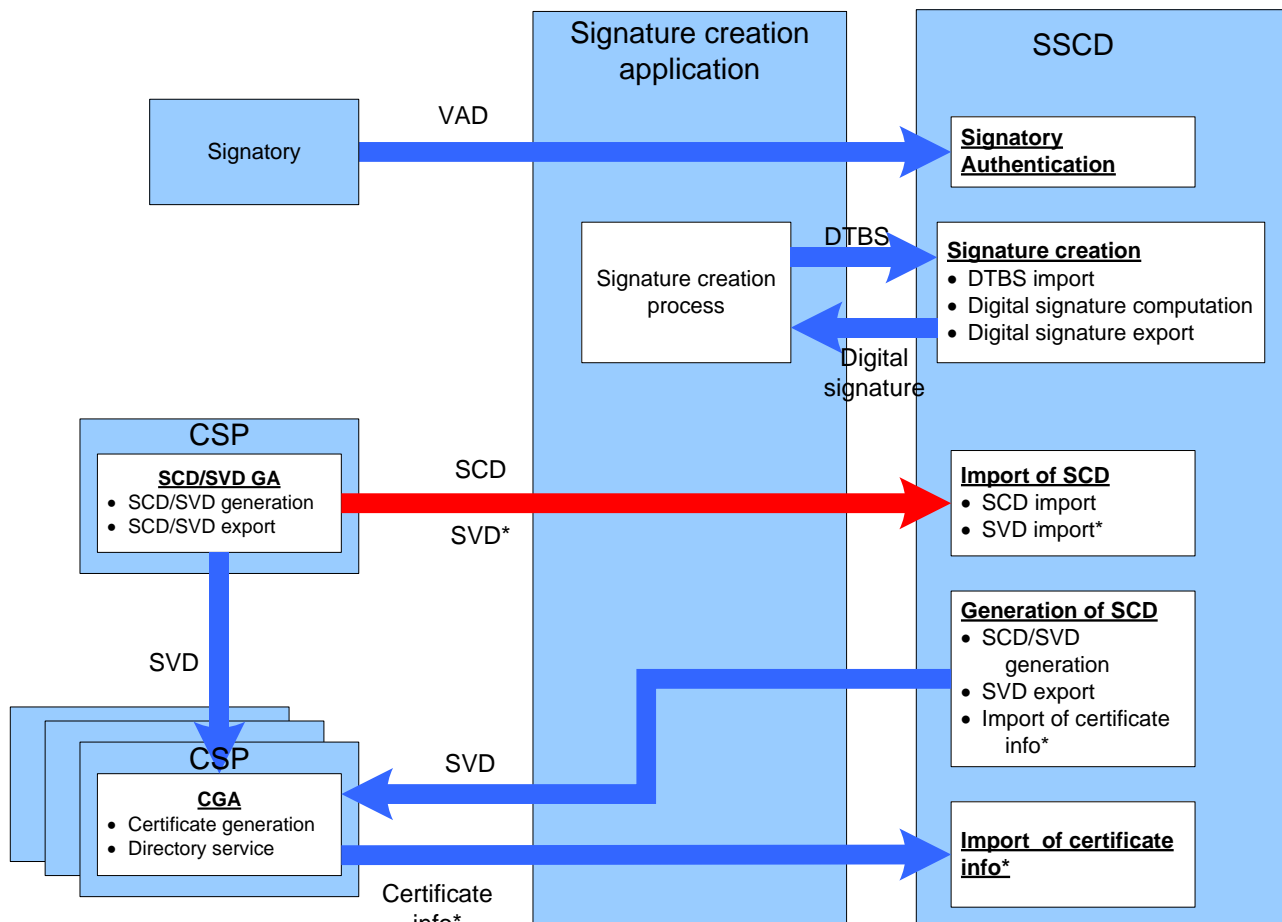 Signature creation
application
SSCD
VAD
Signatory
Signatory
Authentication
DTBS
Signature creation
• DTBS import
• Digital signature computation
• Digital signature export
Signature creation
process
Digital
signature
CSP
SCD/SVD GA
• SCD/SVD generation
• SCD/SVD export
SCD
SVD*
Import of SCD
• SCD import
• SVD import*
Generation of SCD
• SCD/SVD
generation
• SVD export
• Import of certificate
info*
SVD
SVD
CSP
CGA
• Certificate generation
• Directory service
Import of certificate
info*
Certificate
info*